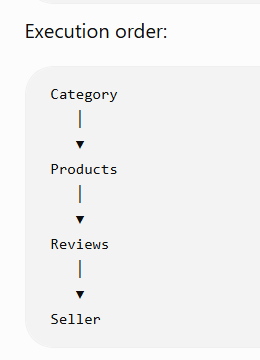 Execution order:
Category
│
▼
Products
│
▼
Reviews
│
▼
Seller